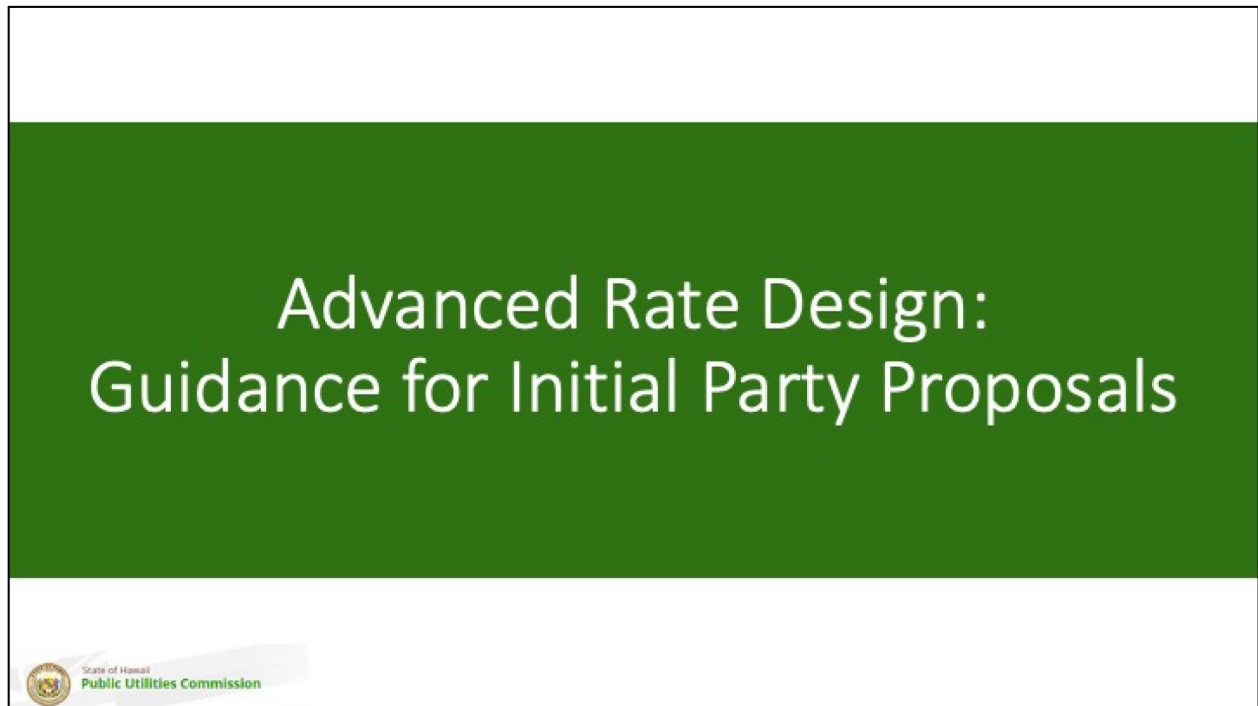 Advanced Rate Design:
Guidance for Initial Party Proposals
State of Hawaii
Public Utilities Commission